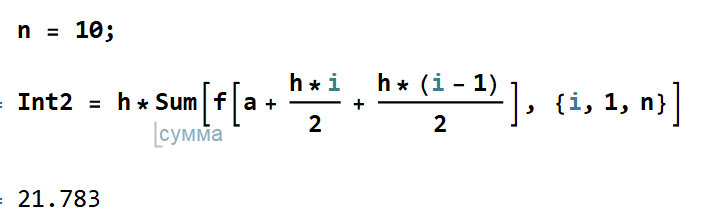 n = 10;
Int2 = h * Sum[f[a + h * i / 2 + h * (i - 1) / 2], {i, 1, n}]
сумма
= 21.783